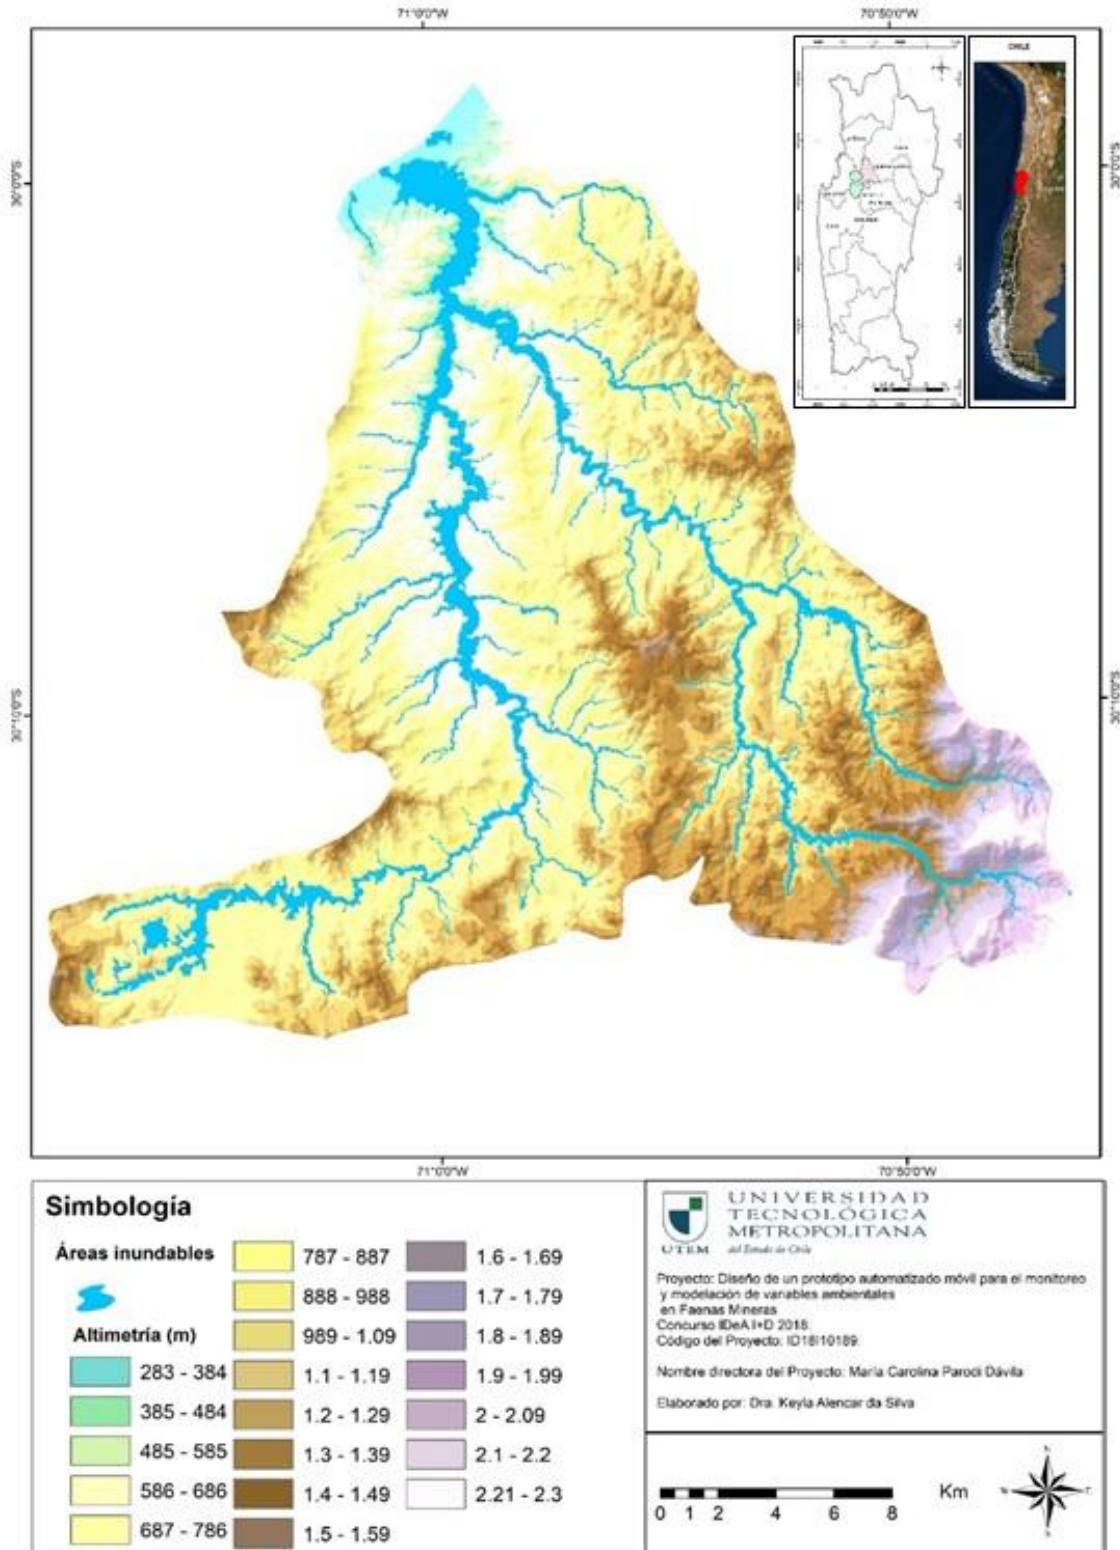 71°0'0"W
70°50'0"W
CHILE
30°0'0"S
30°0'0"S
30°10'0"S
30°10'0"S
71°0'0"W
70°50'0"W
Simbología
Áreas inundables
Altimetría (m)
283 - 384
385 - 484
485 - 585
586 - 686
687 - 786
787 - 887
888 - 988
989 - 1.09
1.1 - 1.19
1.2 - 1.29
1.3 - 1.39
1.4 - 1.49
1.5 - 1.59
1.6 - 1.69
1.7 - 1.79
1.8 - 1.89
1.9 - 1.99
2 - 2.09
2.1 - 2.2
2.21 - 2.3
UTEM
UNIVERSIDAD
TECNOLÓGICA
METROPOLITANA
del Estado de Chile
Proyecto: Diseño de un prototipo automatizado móvil para el monitoreo
y modelación de variables ambientales
en Faenas Mineras
Concurso IDeA I+D 2018.
Código del Proyecto: ID18I10189.
Nombre directora del Proyecto: María Carolina Parodi Dávila
Elaborado por: Dra. Keyla Alencar da Silva
Km
0 1 2 4 6 8